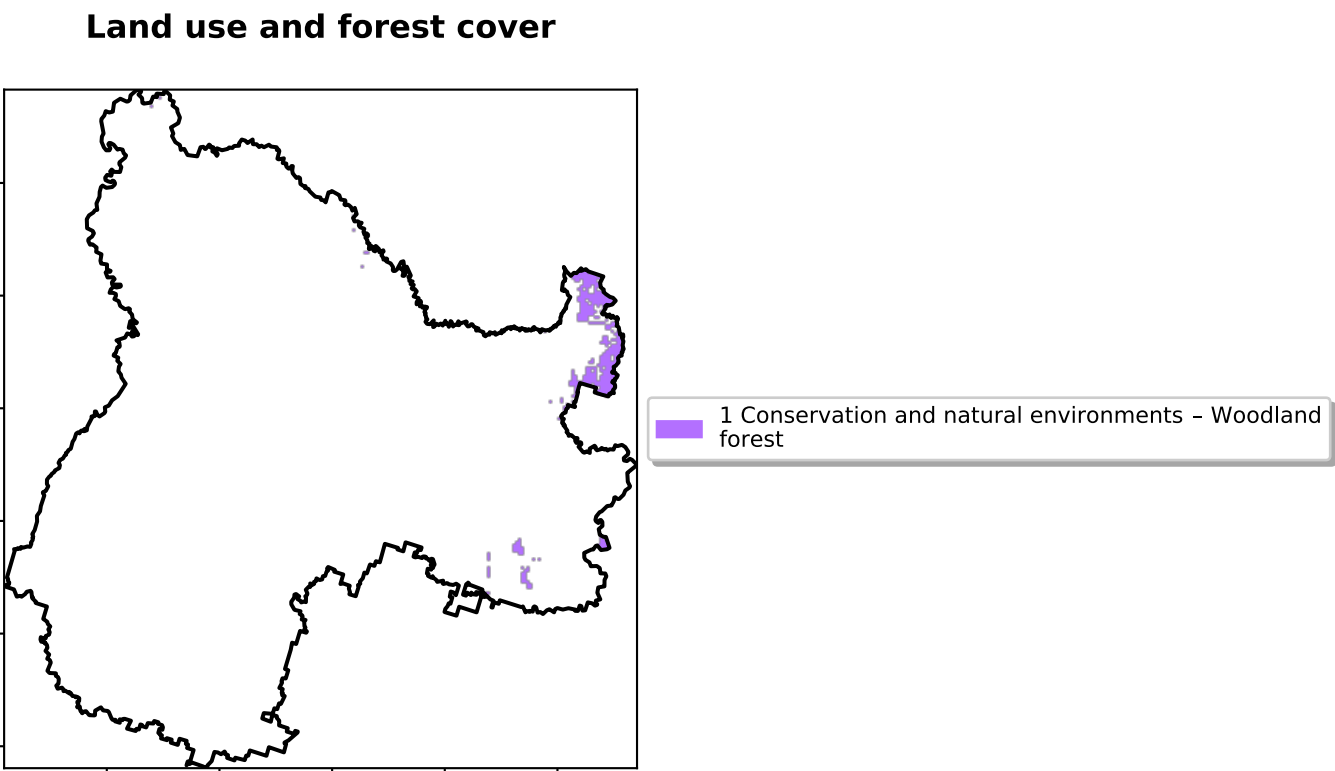 Land use and forest cover
1 Conservation and natural environments – Woodland
forest